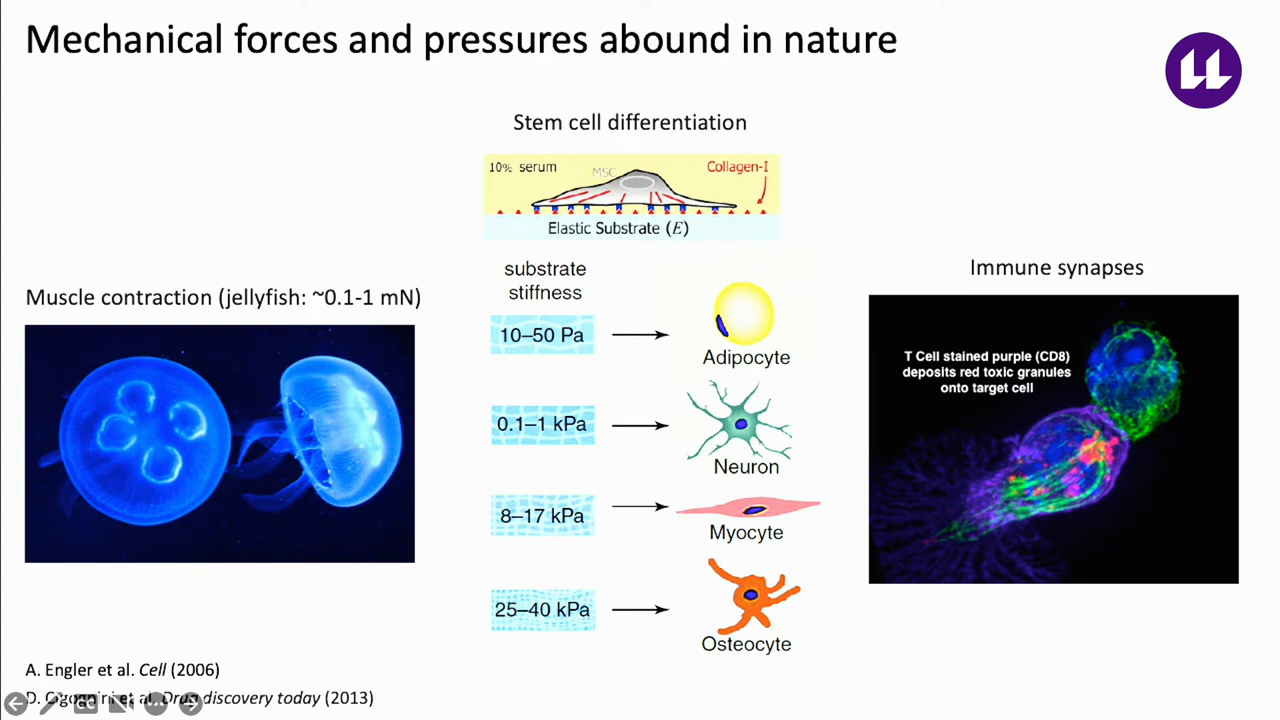 Mechanical forces and pressures abound in nature
Stem cell differentiation
10% serum
MSC
Collagen-I
Elastic Substrate (E)
substrate
stiffness
10–50 Pa
Adipocyte
0.1–1 kPa
Neuron
8–17 kPa
Myocyte
25–40 kPa
Osteocyte
Muscle contraction (jellyfish: ~0.1-1 mN)
Immune synapses
T Cell stained purple (CD8)
deposits red toxic granules
onto target cell
A. Engler et al. Cell (2006)
D. et al. Drug discovery today (2013)